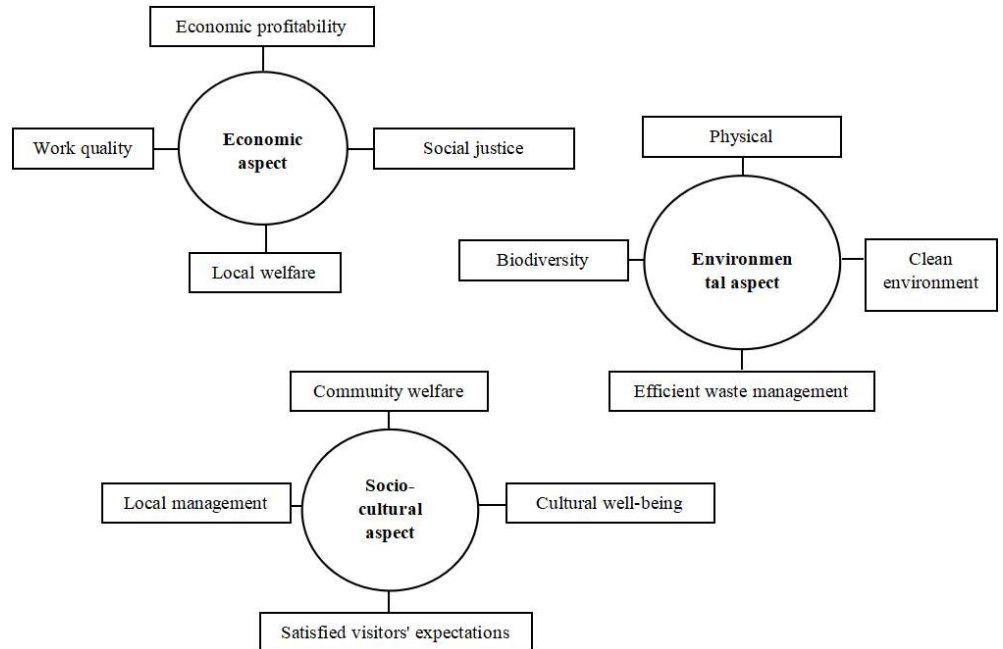 Economic profitability
Work quality
Economic
aspect
Social justice
Local welfare
Physical
Biodiversity
Environmen
tal aspect
Clean
environment
Efficient waste management
Community welfare
Local management
Socio-
cultural
aspect
Cultural well-being
Satisfied visitors' expectations